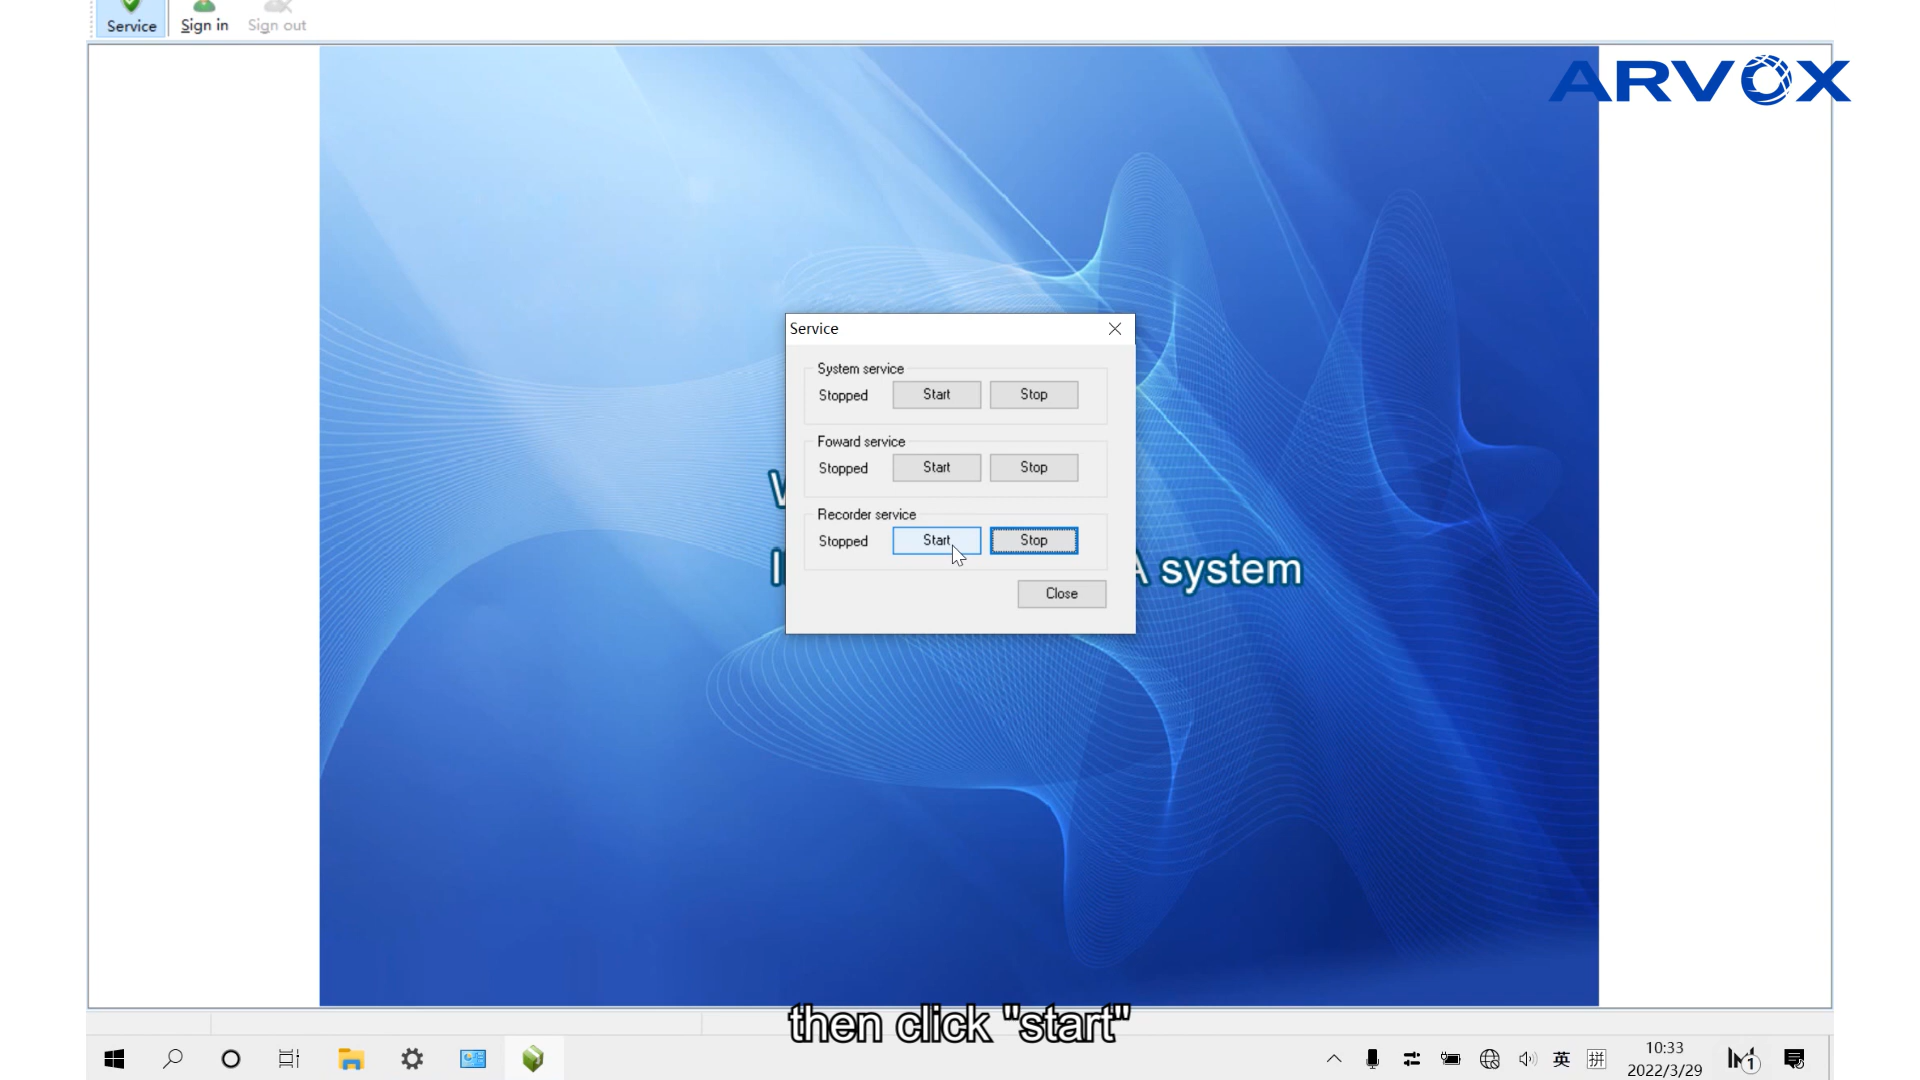 Service Sign in Sign out
ARVOX
Service
System service
Stopped Start Stop
Foward service
Stopped Start Stop
Recorder service
Stopped Start Stop
system
Close
then click "start"
英 拼 10:33
2022/3/29
1